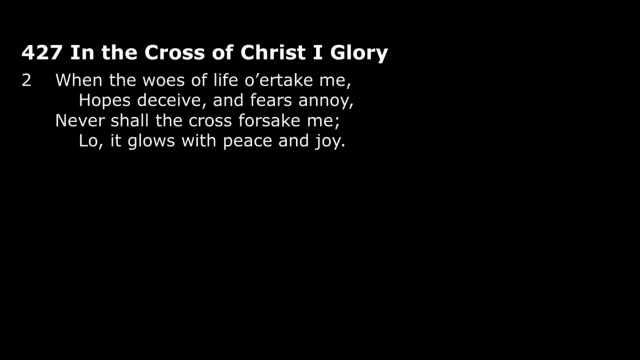 427 In the Cross of Christ I Glory
2 When the woes of life o’ertake me,
Hopes deceive, and fears annoy,
Never shall the cross forsake me;
Lo, it glows with peace and joy.